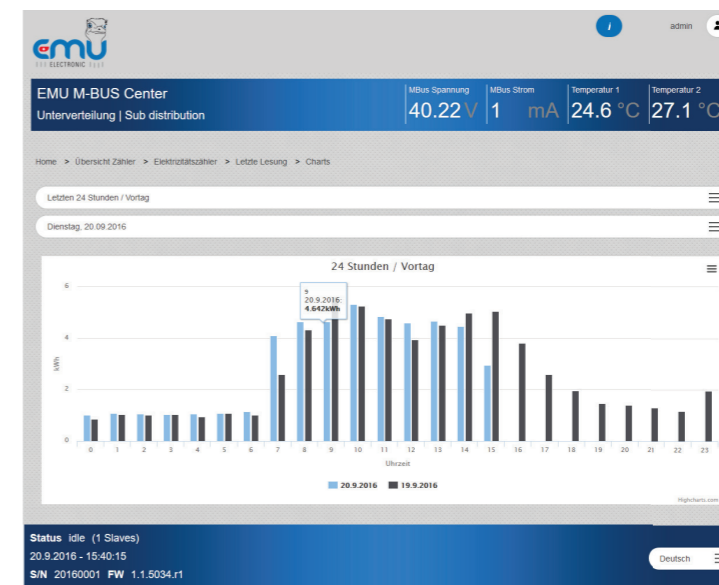 emu
ELECTRONIC
i
admin
EMU M-BUS Center
Unterverteilung | Sub distribution
MBus Spannung
40.22 V
MBus Strom
1 mA
Temperatur 1
24.6 °C
Temperatur 2
27.1 °C
Home > Übersicht Zähler > Elektrizitätszähler > Letzte Lesung > Charts
Letzten 24 Stunden / Vortag
Dienstag, 20.09.2016
24 Stunden / Vortag
6
4
2
0
kWh
9
20.9.2016:
4.642kWh
0 1 2 3 4 5 6 7 8 9 10 11 12 13 14 15 16 17 18 19 20 21 22 23
Uhrzeit
20.9.2016 19.9.2016
Highcharts.com
Status idle (1 Slaves)
20.9.2016 - 15:40:15
S/N 20160001 FW 1.1.5034.r1
Deutsch